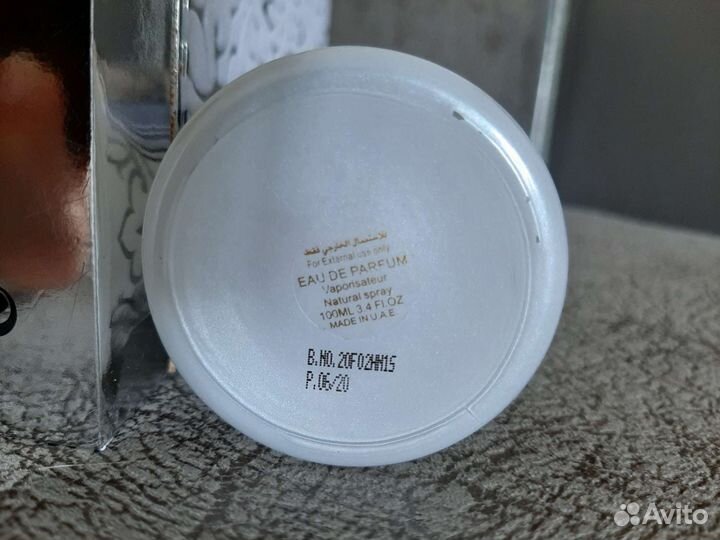 للاستعمال الخارجي فقط
For External use only
EAU DE PARFUM
Vaporisateur
Natural spray
100ML 3.4 Fl.OZ
MADE IN U.A.E
B.NO.20F02HN15
P.06/20
Avito